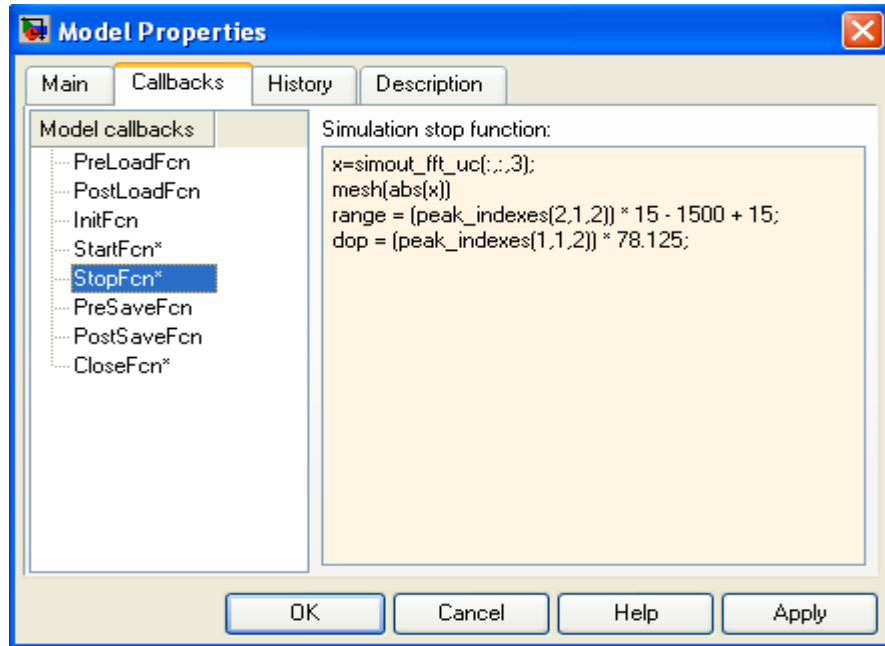 Model Properties
Main Callbacks History Description
Model callbacks
PreLoadFcn
PostLoadFcn
InitFcn
StartFcn*
StopFcn*
PreSaveFcn
PostSaveFcn
CloseFcn*
Simulation stop function:
x=simout_fft_uc(:,:,3);
mesh(abs(x))
range = (peak_indexes(2,1,2)) * 15 - 1500 + 15;
dop = (peak_indexes(1,1,2)) * 78.125;
OK Cancel Help Apply